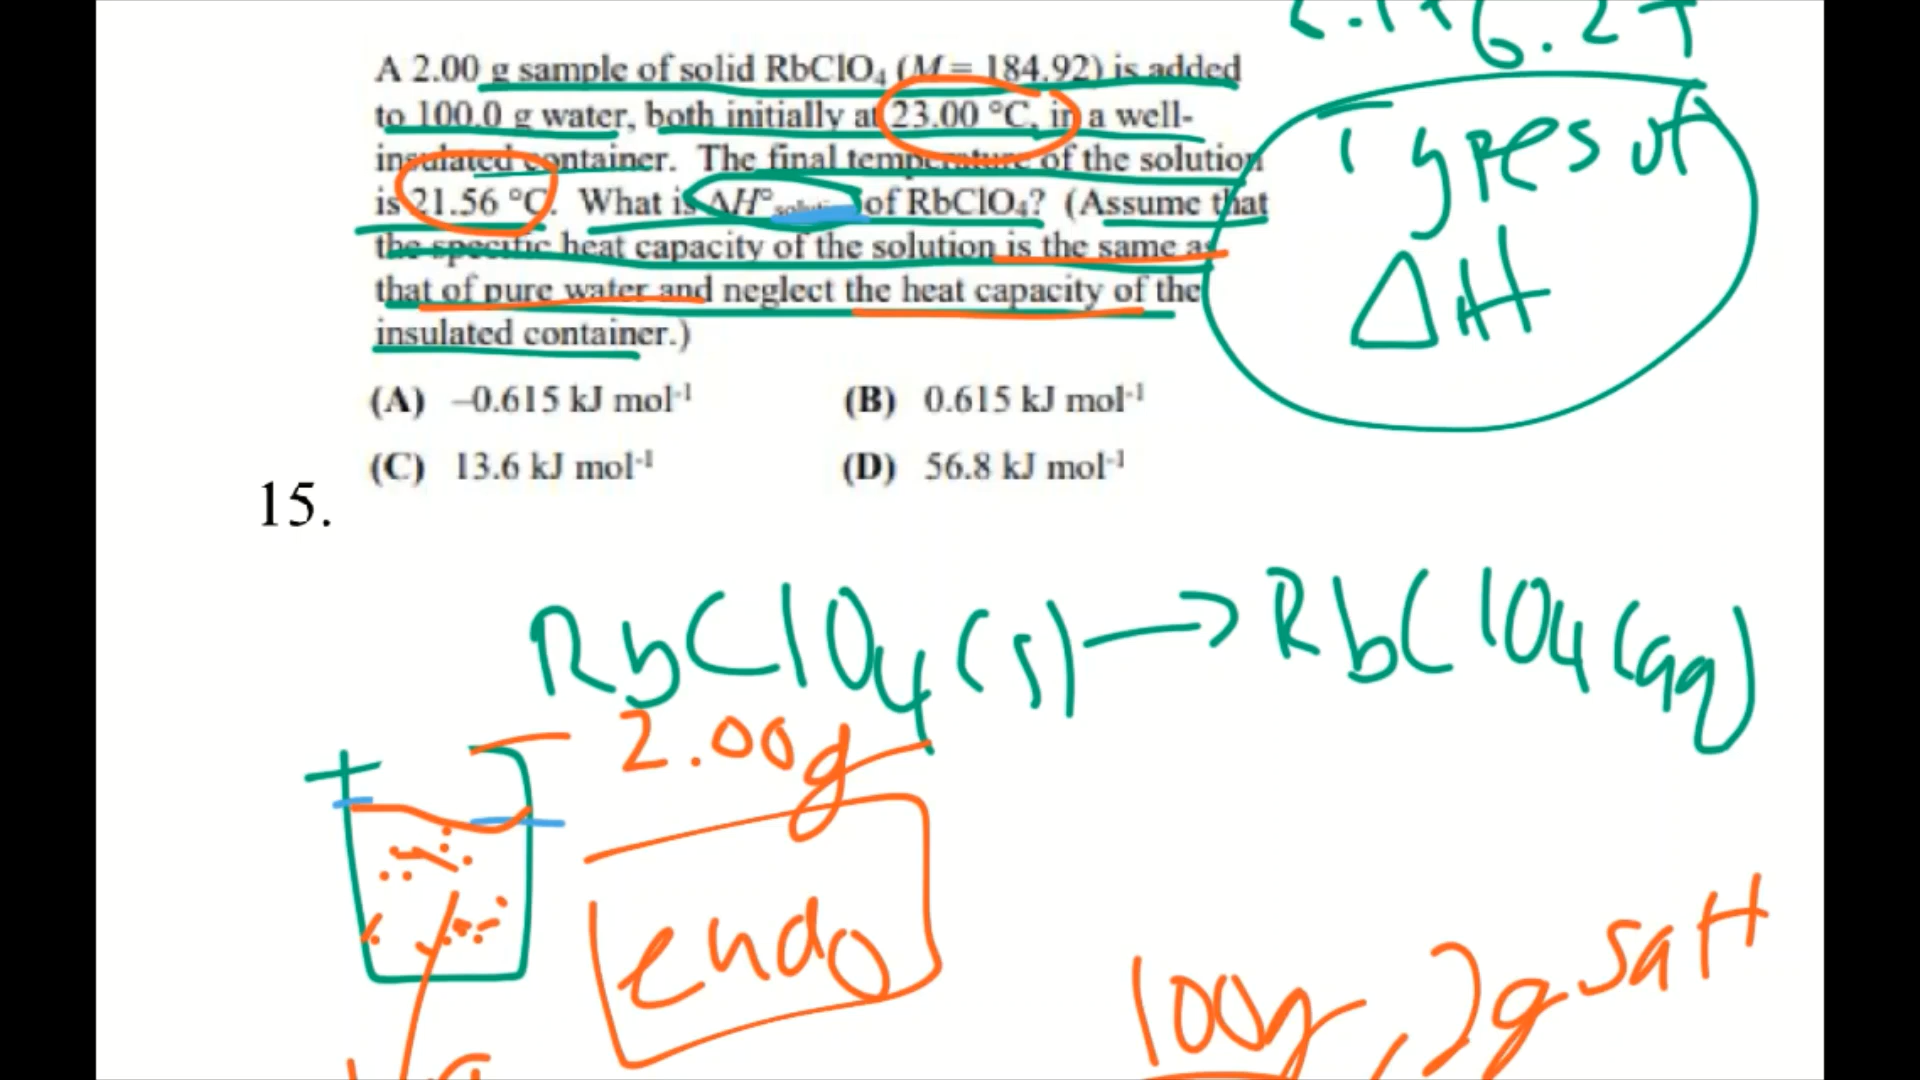 6.2
A 2.00 g sample of solid RbClO₄ (M = 184.92) is added
to 100.0 g water, both initially at 23.00 °C, in a well-
insulated container. The final temperature of the solution
is 21.56 °C. What is ΔH°solution of RbClO₄? (Assume that
the specific heat capacity of the solution is the same as
that of pure water and neglect the heat capacity of the
insulated container.)
Types of
ΔH
(A) –0.615 kJ mol⁻¹ (B) 0.615 kJ mol⁻¹
(C) 13.6 kJ mol⁻¹ (D) 56.8 kJ mol⁻¹
15.
RbClO₄(s) → RbClO₄(aq)
2.00g
endo
100g, 2g salt